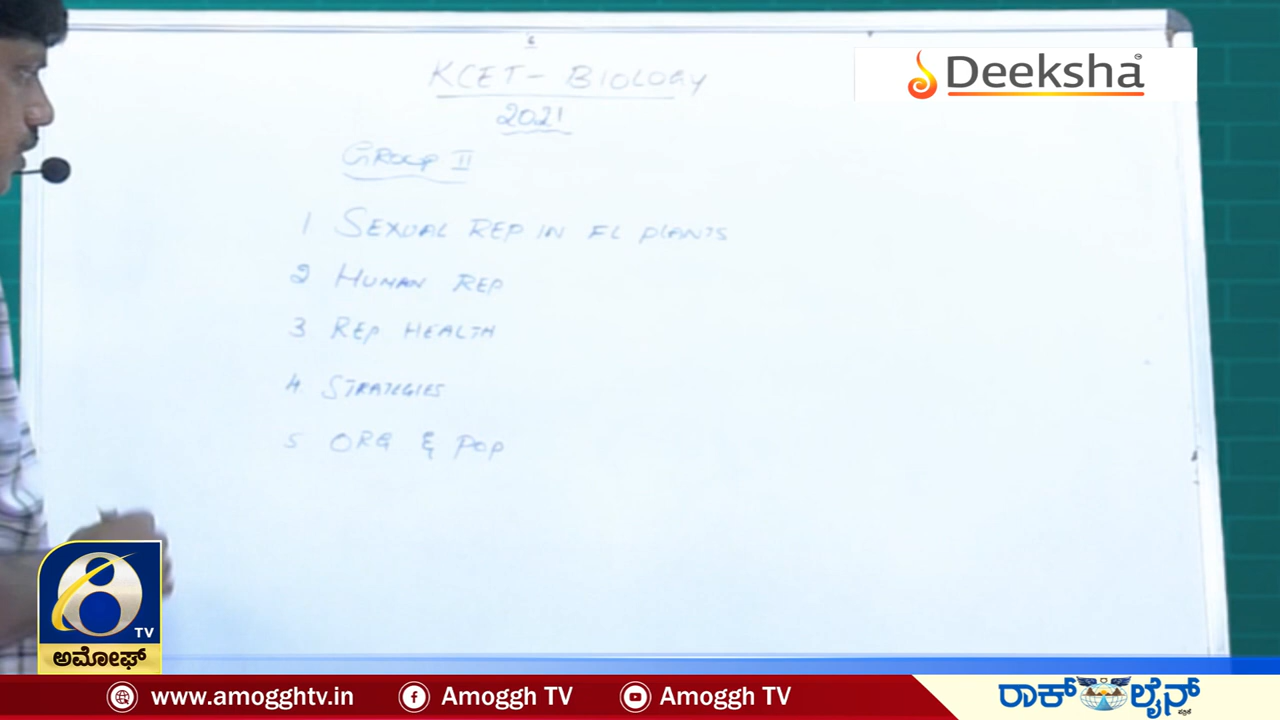 6
KCET - BIOLOGY
Deeksha
2021
GROUP II
1 SEXUAL REP IN FL PLANTS
2 HUMAN REP
3 REP HEALTH
4. STRATEGIES
5 ORG & POP
TV
ಅಮೋಘ್
www.amogghtv.in
Amoggh TV
Amoggh TV
ರಾಕ್ ಲೈನ್